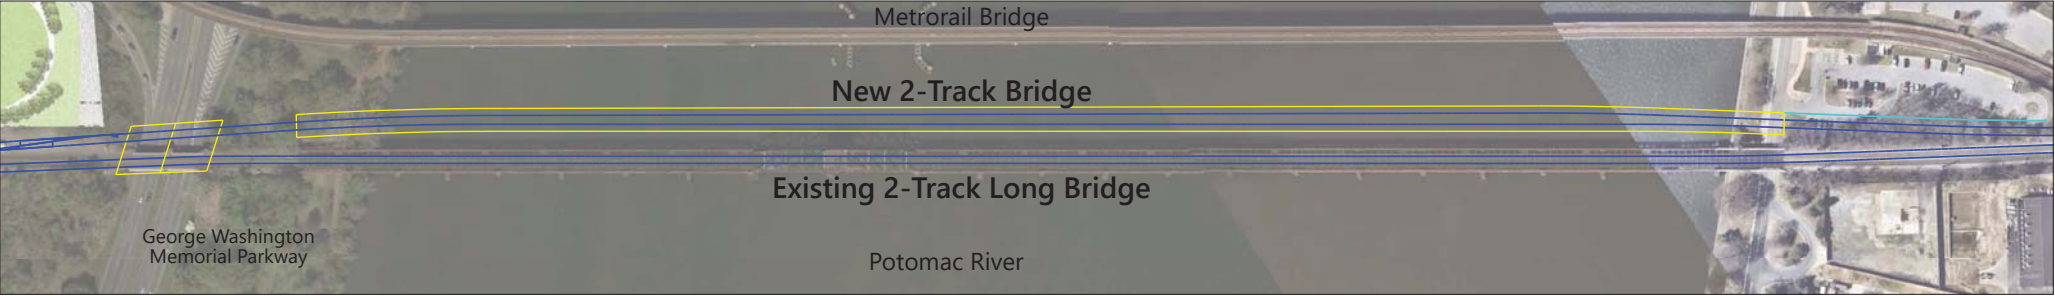 Metrorail Bridge
New 2-Track Bridge
Existing 2-Track Long Bridge
George Washington
Memorial Parkway
Potomac River